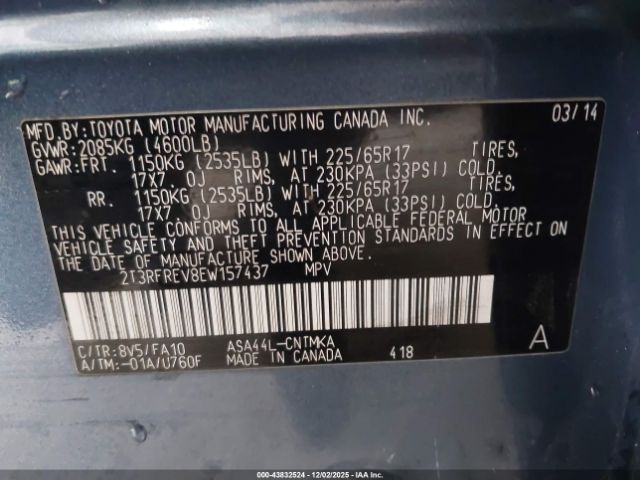 MFD.BY:TOYOTA MOTOR MANUFACTURING CANADA INC. 03/14
GVWR:2085KG (4600LB)
GAWR:FRT. 1150KG (2535LB) WITH 225/65R17 TIRES,
17X7.0J RIMS, AT 230KPA (33PSI) COLD.
RR. 1150KG (2535LB) WITH 225/65R17 TIRES,
17X7.0J RIMS, AT 230KPA (33PSI) COLD.
THIS VEHICLE CONFORMS TO ALL APPLICABLE FEDERAL MOTOR
VEHICLE SAFETY AND THEFT PREVENTION STANDARDS IN EFFECT ON
THE DATE OF MANUFACTURE SHOWN ABOVE.
2T3RFREV8EW157437 MPV
C/TR:8V5/FA10 ASA44L-CNTMKA A
A/TM:-01A/U760F MADE IN CANADA 418
000-43832524 | 12/02/2025 - IAA Inc.